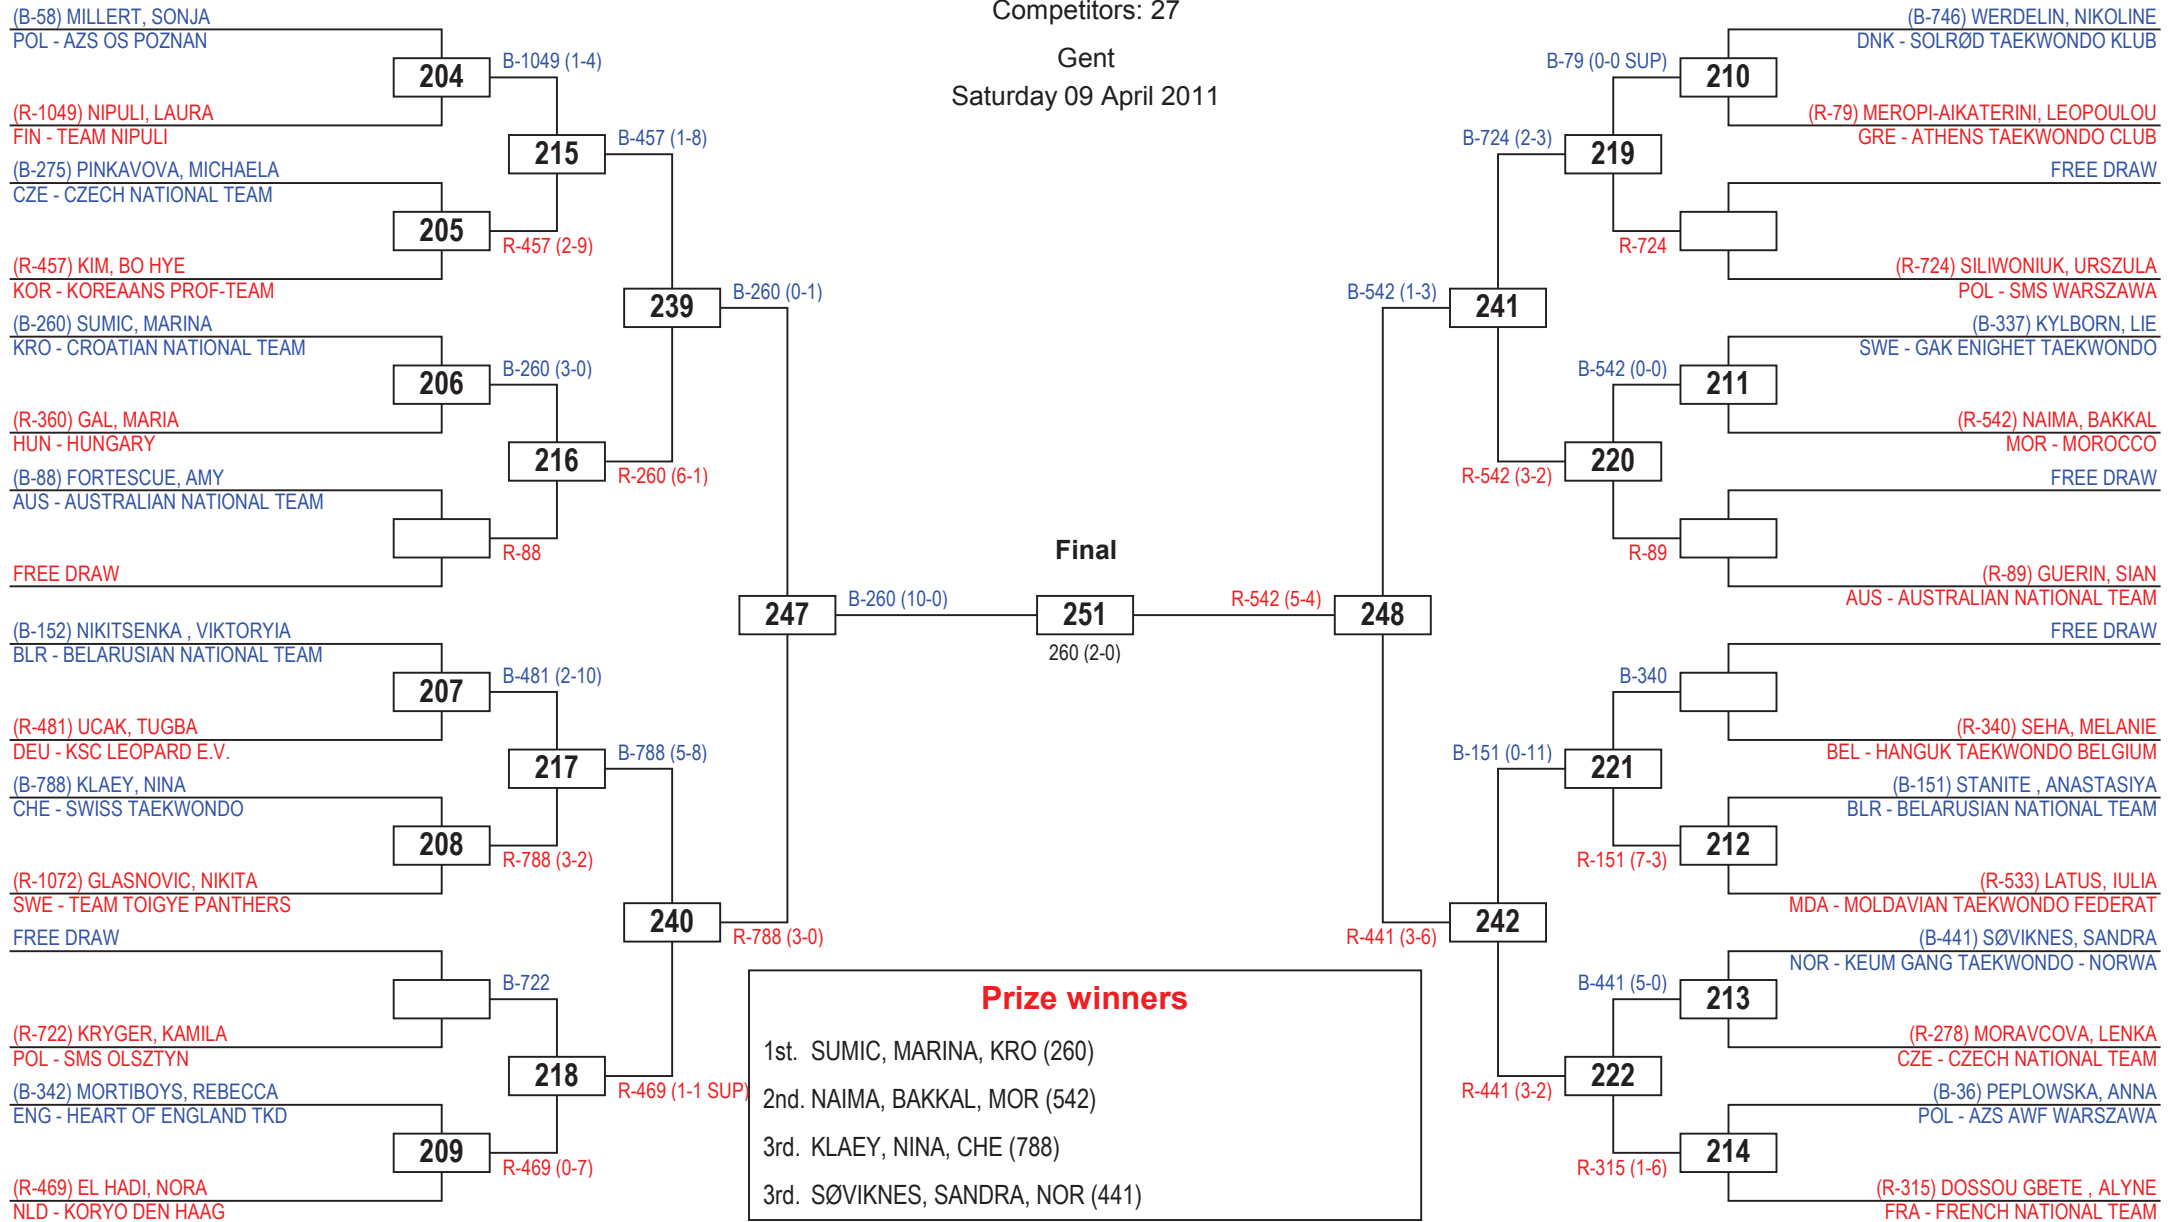 Competitors: 27
Gent
Saturday 09 April 2011
(B-58) MILLERT, SONJA
POL - AZS OS POZNAN
204
B-1049 (1-4)
(R-1049) NIPULI, LAURA
FIN - TEAM NIPULI
215
B-457 (1-8)
(B-275) PINKAVOVA, MICHAELA
CZE - CZECH NATIONAL TEAM
205
R-457 (2-9)
(R-457) KIM, BO HYE
KOR - KOREAANS PROF-TEAM
239
B-260 (0-1)
(B-260) SUMIC, MARINA
KRO - CROATIAN NATIONAL TEAM
206
B-260 (3-0)
(R-360) GAL, MARIA
HUN - HUNGARY
216
R-260 (6-1)
(B-88) FORTESCUE, AMY
AUS - AUSTRALIAN NATIONAL TEAM
R-88
FREE DRAW
247
B-260 (10-0)
(B-152) NIKITSENKA , VIKTORYIA
BLR - BELARUSIAN NATIONAL TEAM
207
B-481 (2-10)
(R-481) UCAK, TUGBA
DEU - KSC LEOPARD E.V.
217
B-788 (5-8)
(B-788) KLAEY, NINA
CHE - SWISS TAEKWONDO
208
R-788 (3-2)
(R-1072) GLASNOVIC, NIKITA
SWE - TEAM TOIGYE PANTHERS
240
R-788 (3-0)
FREE DRAW
B-722
(R-722) KRYGER, KAMILA
POL - SMS OLSZTYN
218
R-469 (1-1 SUP)
(B-342) MORTIBOYS, REBECCA
ENG - HEART OF ENGLAND TKD
209
R-469 (0-7)
(R-469) EL HADI, NORA
NLD - KORYO DEN HAAG
Final
251
260 (2-0)
(B-746) WERDELIN, NIKOLINE
DNK - SOLRØD TAEKWONDO KLUB
B-79 (0-0 SUP)
210
(R-79) MEROPI-AIKATERINI, LEOPOULOU
GRE - ATHENS TAEKWONDO CLUB
B-724 (2-3)
219
FREE DRAW
R-724
(R-724) SILIWONIUK, URSZULA
POL - SMS WARSZAWA
B-542 (1-3)
241
(B-337) KYLBORN, LIE
SWE - GAK ENIGHET TAEKWONDO
B-542 (0-0)
211
(R-542) NAIMA, BAKKAL
MOR - MOROCCO
R-542 (3-2)
220
FREE DRAW
R-89
(R-89) GUERIN, SIAN
AUS - AUSTRALIAN NATIONAL TEAM
R-542 (5-4)
248
FREE DRAW
B-340
(R-340) SEHA, MELANIE
BEL - HANGUK TAEKWONDO BELGIUM
B-151 (0-11)
221
(B-151) STANITE , ANASTASIYA
BLR - BELARUSIAN NATIONAL TEAM
R-151 (7-3)
212
(R-533) LATUS, IULIA
MDA - MOLDAVIAN TAEKWONDO FEDERAT
R-441 (3-6)
242
(B-441) SØVIKNES, SANDRA
NOR - KEUM GANG TAEKWONDO - NORWA
B-441 (5-0)
213
(R-278) MORAVCOVA, LENKA
CZE - CZECH NATIONAL TEAM
R-441 (3-2)
222
(B-36) PEPLOWSKA, ANNA
POL - AZS AWF WARSZAWA
R-315 (1-6)
214
(R-315) DOSSOU GBETE , ALYNE
FRA - FRENCH NATIONAL TEAM
Prize winners
1st. SUMIC, MARINA, KRO (260)
2nd. NAIMA, BAKKAL, MOR (542)
3rd. KLAEY, NINA, CHE (788)
3rd. SØVIKNES, SANDRA, NOR (441)